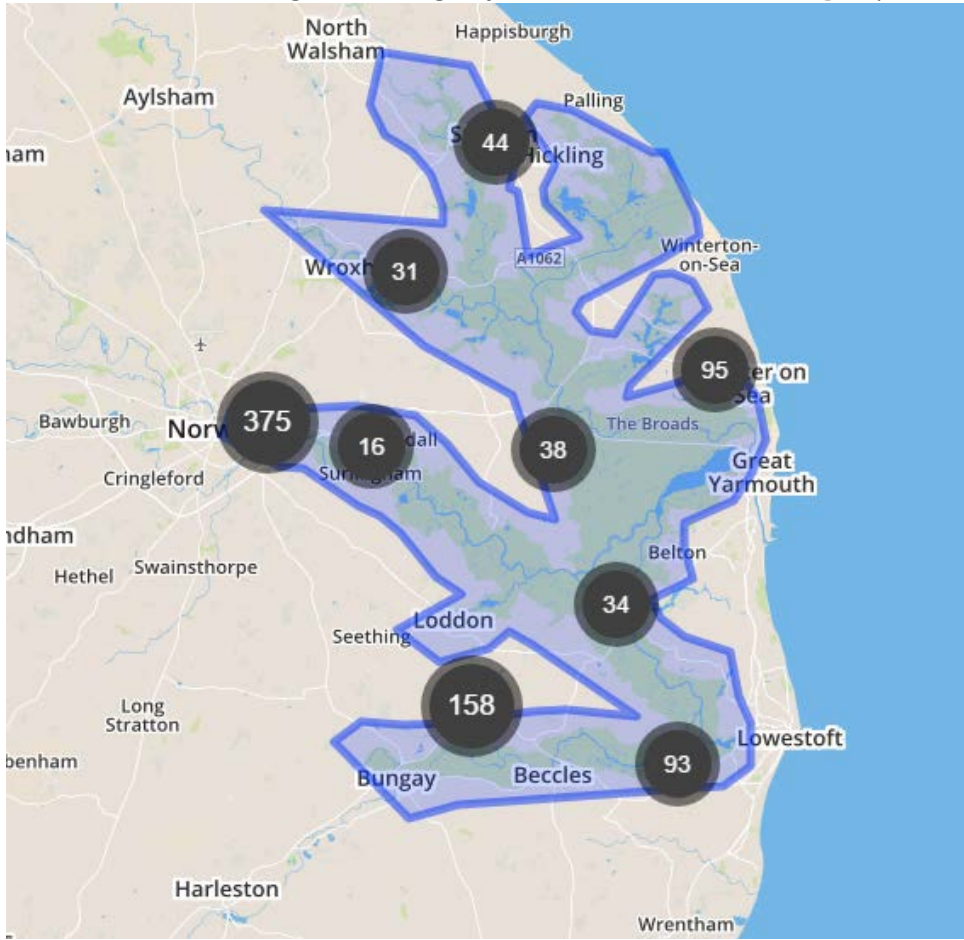 North
Walsham
Happisburgh
Aylsham
Palling
44
Hickling
Winterton-
on-Sea
A1062
31
95
Sea
375
16
38
Bawburgh
The Broads
Great
Yarmouth
Cringleford
Belton
Hethel
Swainsthorpe
34
Loddon
Seething
158
Long
Stratton
Lowestoft
93
Bungay
Beccles
Harleston
Wrentham